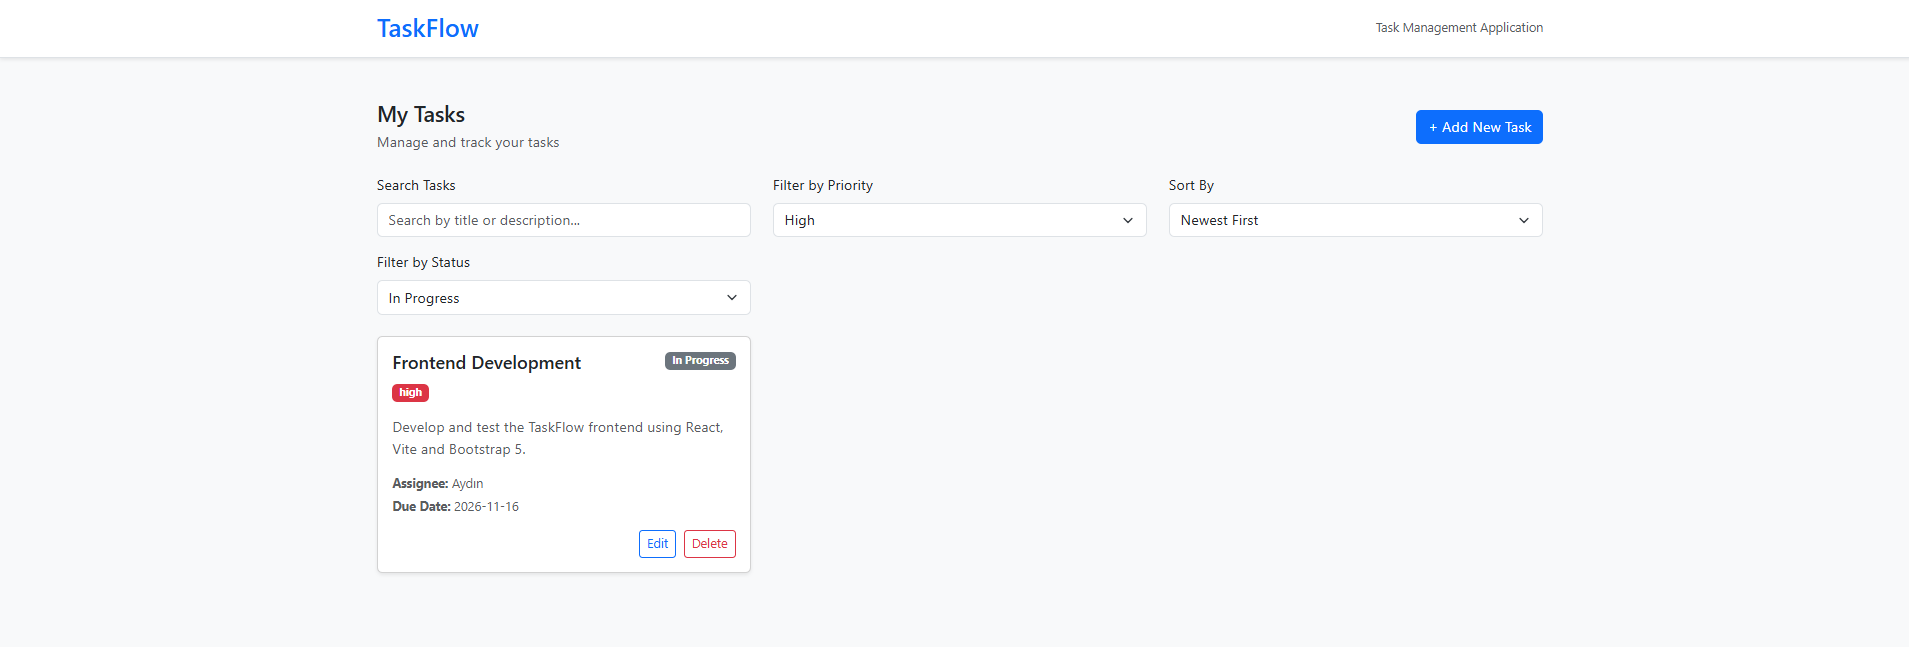 TaskFlow
Task Management Application
My Tasks
Manage and track your tasks
+ Add New Task
Search Tasks
Search by title or description...
Filter by Priority
High
Sort By
Newest First
Filter by Status
In Progress
Frontend Development
In Progress
high
Develop and test the TaskFlow frontend using React,
Vite and Bootstrap 5.
Assignee: Aydın
Due Date: 2026-11-16
Edit
Delete